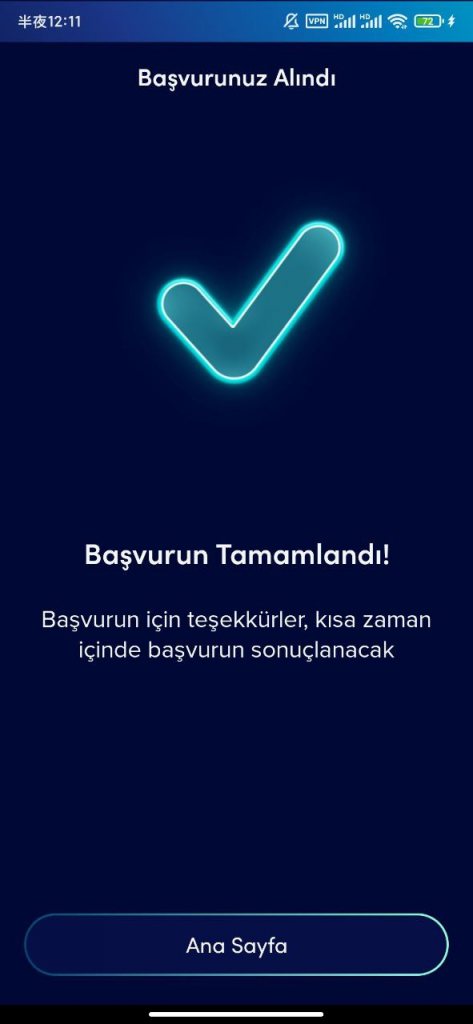 半夜12:11
VPN HD HD 72
Başvurunuz Alındı
Başvurun Tamamlandı!
Başvurun için teşekkürler, kısa zaman
içinde başvurun sonuçlanacak
Ana Sayfa